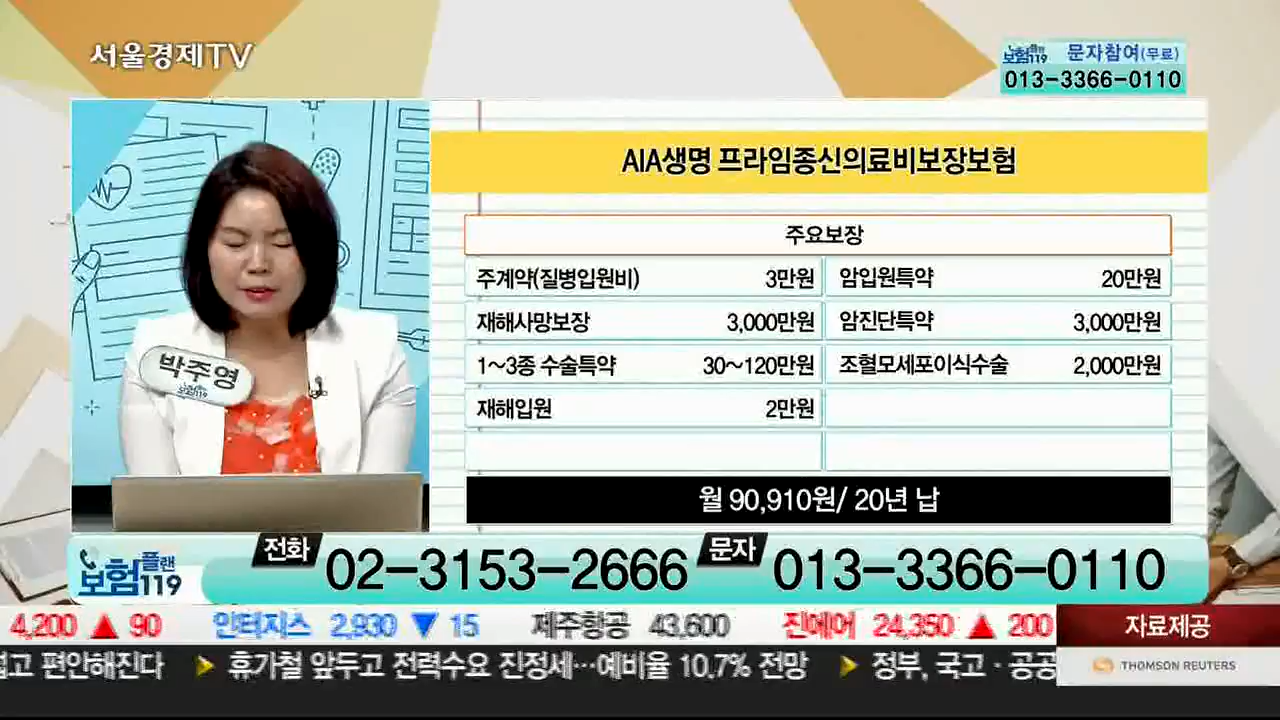 서울경제TV
보험플랜119 문자참여(무료)
013-3366-0110
AIA생명 프라임종신의료비보장보험
주요보장
주계약(질병입원비) 3만원 암입원특약 20만원
재해사망보장 3,000만원 암진단특약 3,000만원
1~3종 수술특약 30~120만원 조혈모세포이식수술 2,000만원
재해입원 2만원
월 90,910원/ 20년 납
박주영
보험플랜119
보험플랜119 전화 02-3153-2666 문자 013-3366-0110
4,200 ▲ 90 인터지스 2,930 ▼ 15 제주항공 43,600 진에어 24,350 ▲ 200 자료제공
고 편안해진다 > 휴가철 앞두고 전력수요 진정세…예비율 10.7% 전망 > 정부, 국고·공공
THOMSON REUTERS